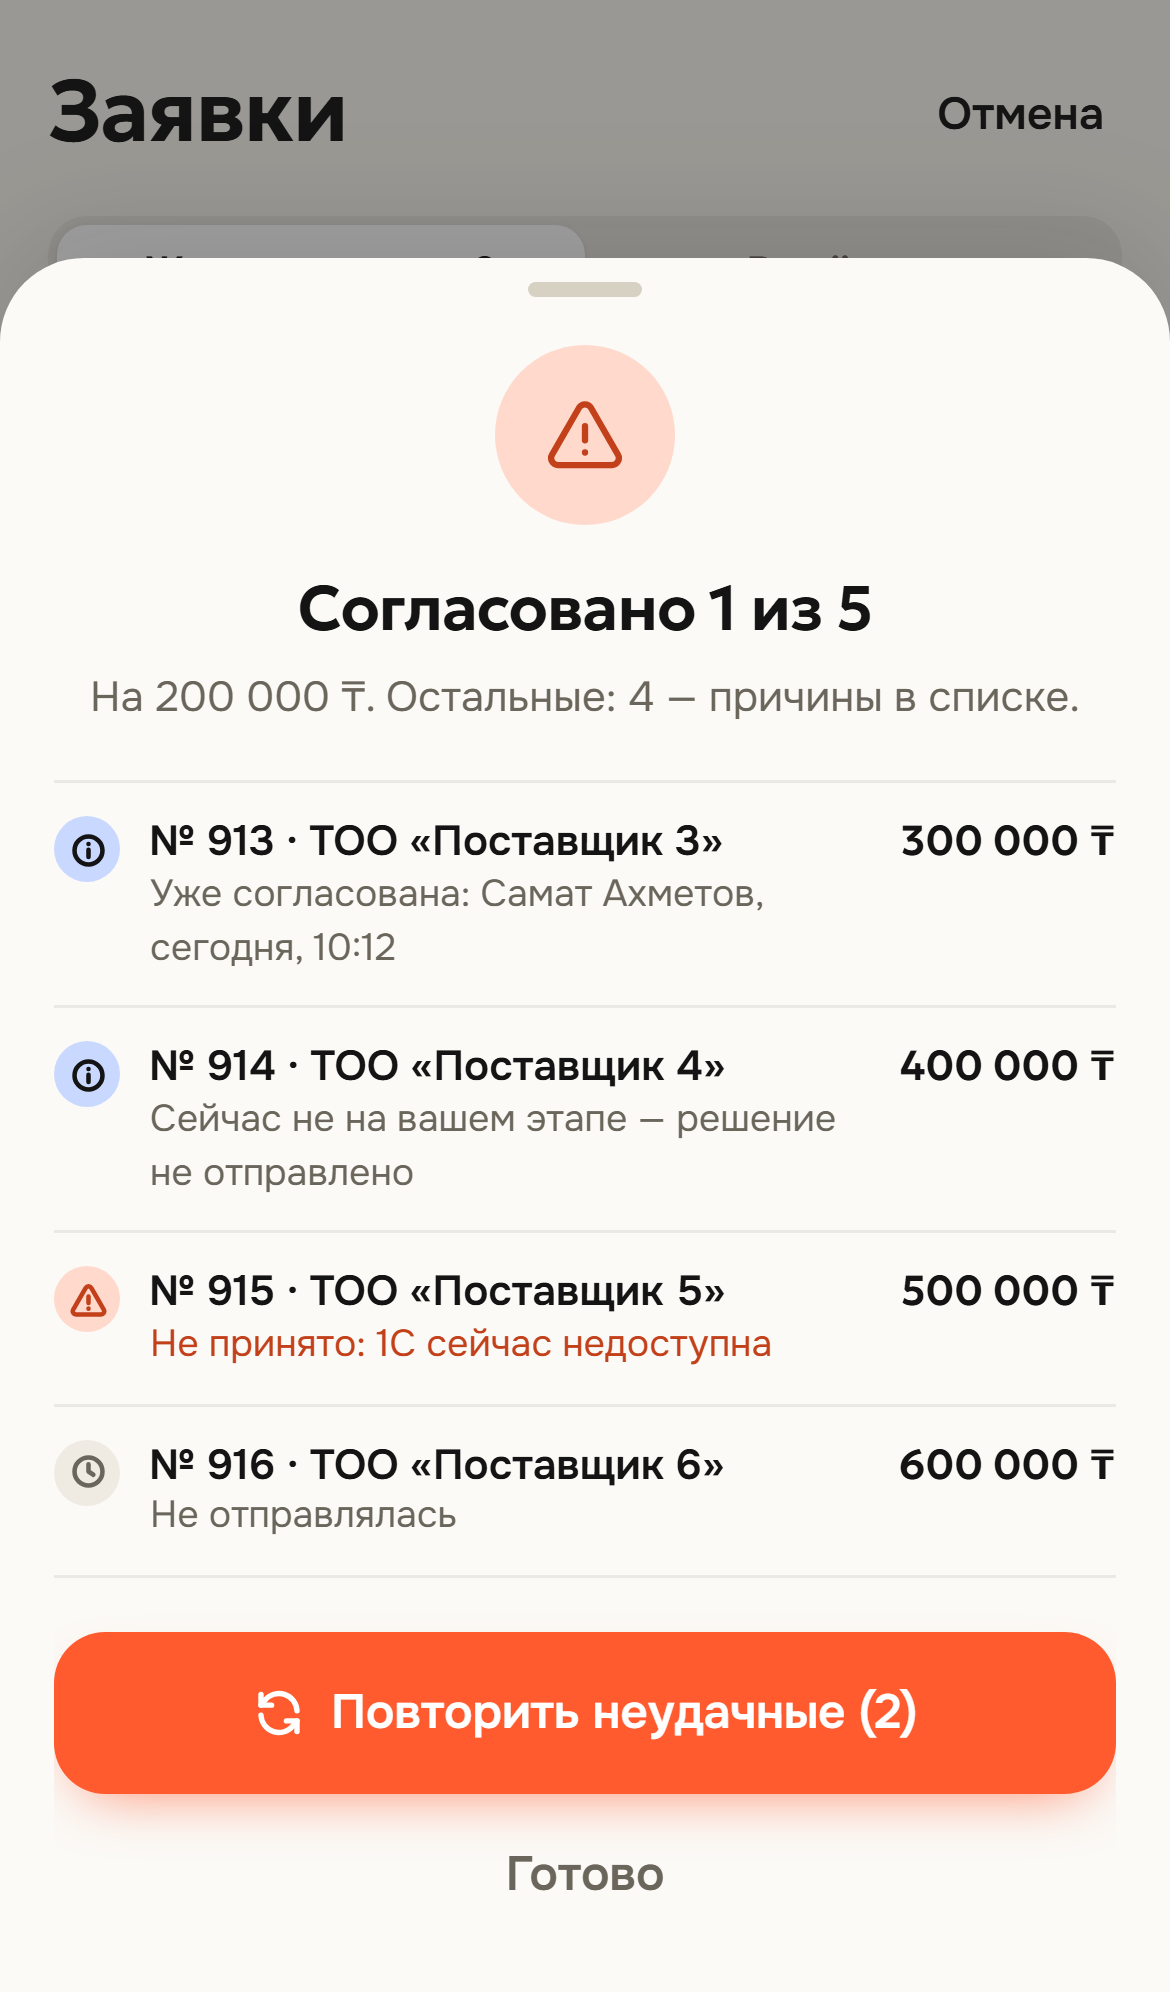 Заявки
Отмена
Согласовано 1 из 5
На 200 000 ₸. Остальные: 4 — причины в списке.
№ 913 · ТОО «Поставщик 3»
300 000 ₸
Уже согласована: Самат Ахметов,
сегодня, 10:12
№ 914 · ТОО «Поставщик 4»
400 000 ₸
Сейчас не на вашем этапе — решение
не отправлено
№ 915 · ТОО «Поставщик 5»
500 000 ₸
Не принято: 1С сейчас недоступна
№ 916 · ТОО «Поставщик 6»
600 000 ₸
Не отправлялась
Повторить неудачные (2)
Готово